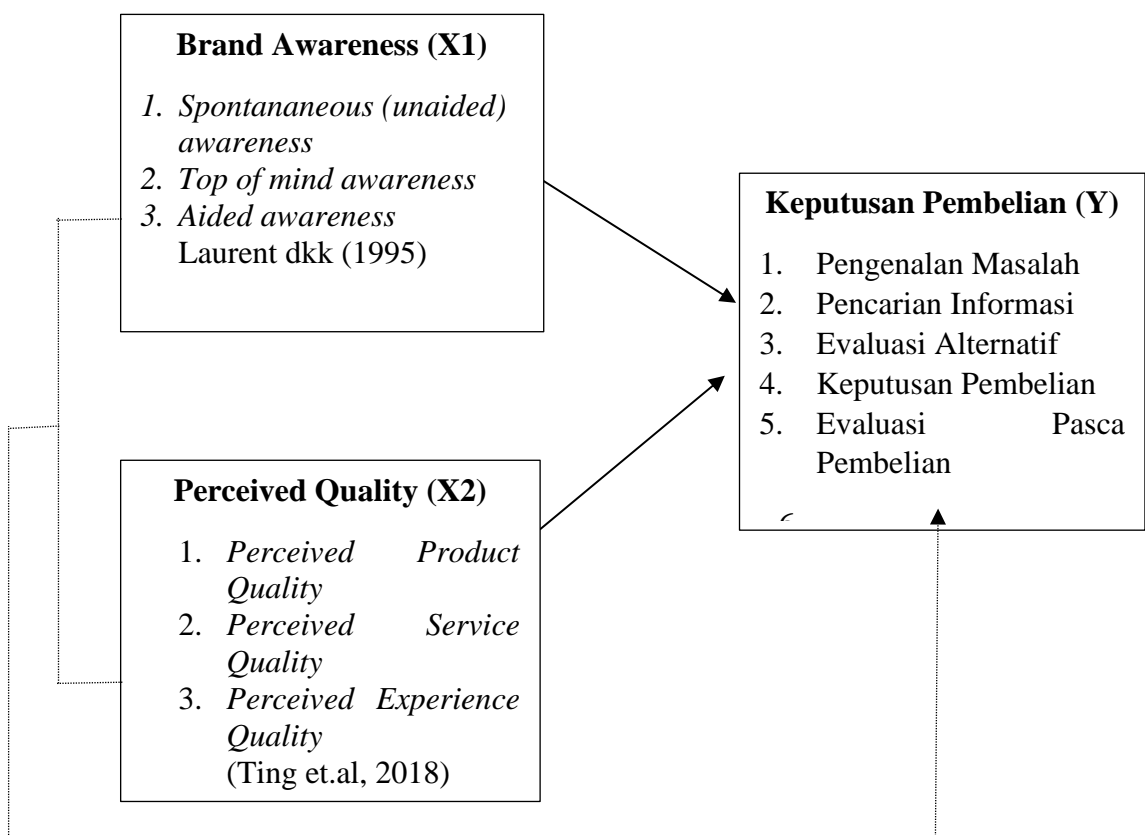 Brand Awareness (X1)
1. Spontananeous (unaided)
awareness
2. Top of mind awareness
3. Aided awareness
Laurent dkk (1995)
Keputusan Pembelian (Y)
1. Pengenalan Masalah
2. Pencarian Informasi
3. Evaluasi Alternatif
4. Keputusan Pembelian
5. Evaluasi Pasca
Pembelian
Perceived Quality (X2)
1. Perceived Product
Quality
2. Perceived Service
Quality
3. Perceived Experience
Quality
(Ting et.al, 2018)